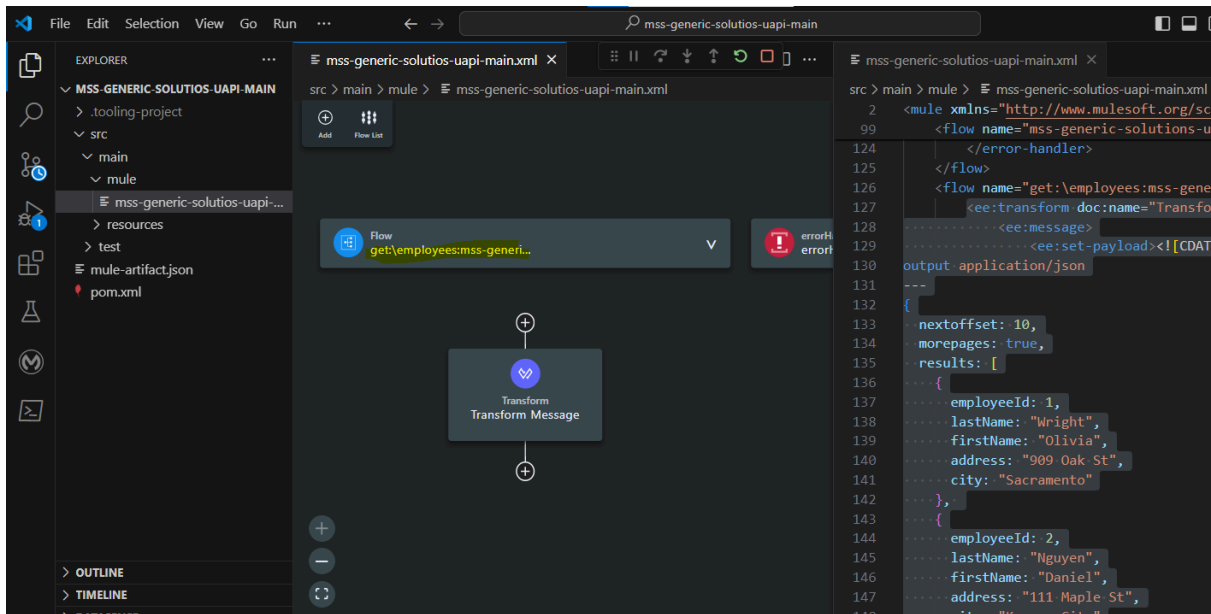 File Edit Selection View Go Run ···
mss-generic-solutios-uapi-main
EXPLORER ···
MSS-GENERIC-SOLUTIOS-UAPI-MAIN
.tooling-project
src
main
mule
mss-generic-solutios-uapi-...
resources
test
mule-artifact.json
pom.xml
OUTLINE
TIMELINE
mss-generic-solutios-uapi-main.xml
src > main > mule > mss-generic-solutios-uapi-main.xml
Add Flow List
Flow
get:\employees:mss-generi...
errorH
errorh
Transform
Transform Message
mss-generic-solutios-uapi-main.xml
src > main > mule > mss-generic-solutios-uapi-main.xml
2 <mule xmlns="http://www.mulesoft.org/sc
99 <flow name="mss-generic-solutions-u
124 </error-handler>
125 </flow>
126 <flow name="get:\employees:mss-gene
127 <ee:transform doc:name="Transfo
128 <ee:message>
129 <ee:set-payload><![CDAT
130 output application/json
131 ---
132 {
133 nextoffset: 10,
134 morepages: true,
135 results: [
136 {
137 employeeId: 1,
138 lastName: "Wright",
139 firstName: "Olivia",
140 address: "909 Oak St",
141 city: "Sacramento"
142 },
143 {
144 employeeId: 2,
145 lastName: "Nguyen",
146 firstName: "Daniel",
147 address: "111 Maple St",